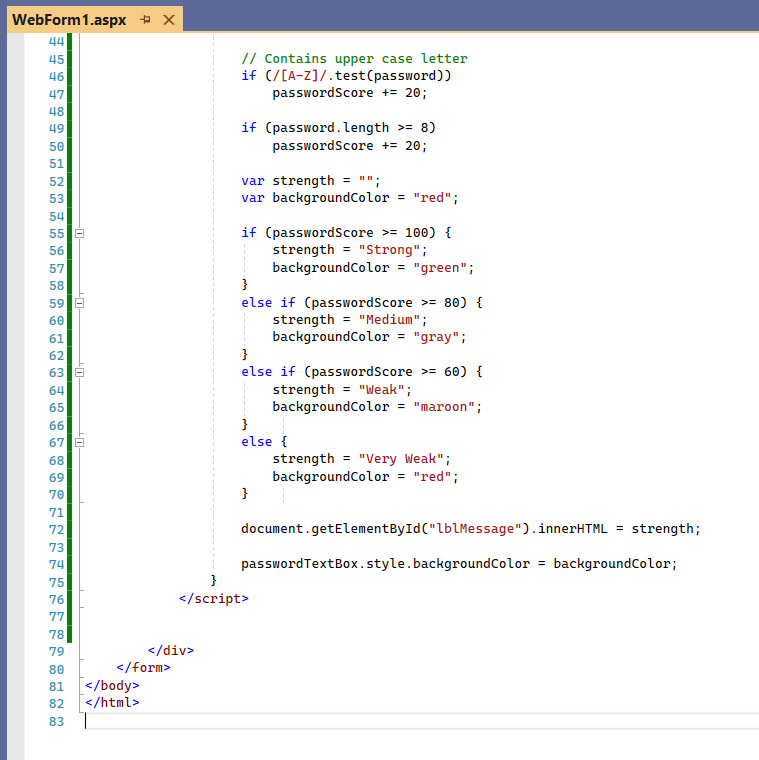 WebForm1.aspx
44
45 // Contains upper case letter
46 if (/[A-Z]/.test(password))
47 passwordScore += 20;
48
49 if (password.length >= 8)
50 passwordScore += 20;
51
52 var strength = "";
53 var backgroundColor = "red";
54
55 if (passwordScore >= 100) {
56 strength = "Strong";
57 backgroundColor = "green";
58 }
59 else if (passwordScore >= 80) {
60 strength = "Medium";
61 backgroundColor = "gray";
62 }
63 else if (passwordScore >= 60) {
64 strength = "Weak";
65 backgroundColor = "maroon";
66 }
67 else {
68 strength = "Very Weak";
69 backgroundColor = "red";
70 }
71
72 document.getElementById("lblMessage").innerHTML = strength;
73
74 passwordTextBox.style.backgroundColor = backgroundColor;
75 }
76 </script>
77
78
79 </div>
80 </form>
81 </body>
82 </html>
83